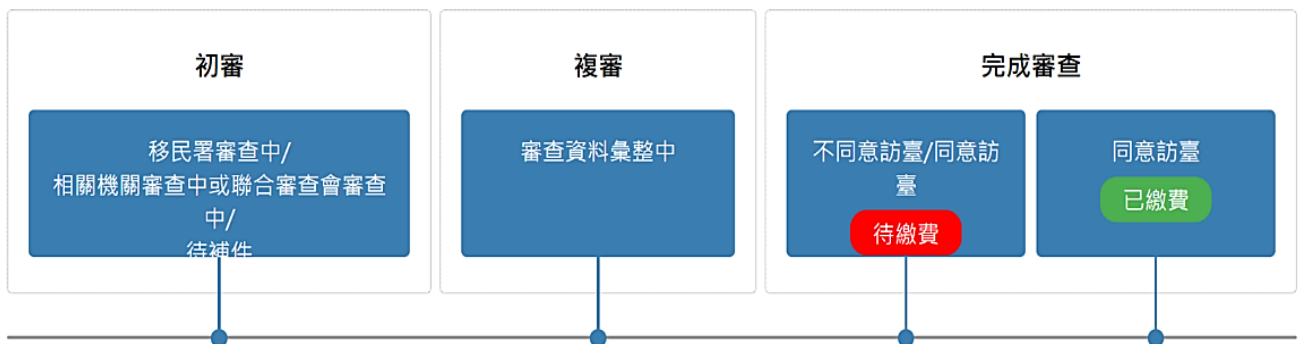 初審
移民署審查中/
相關機關審查中或聯合審查會審查
中/
待補件
複審
審查資料彙整中
完成審查
不同意訪臺/同意訪
臺
待繳費
同意訪臺
已繳費